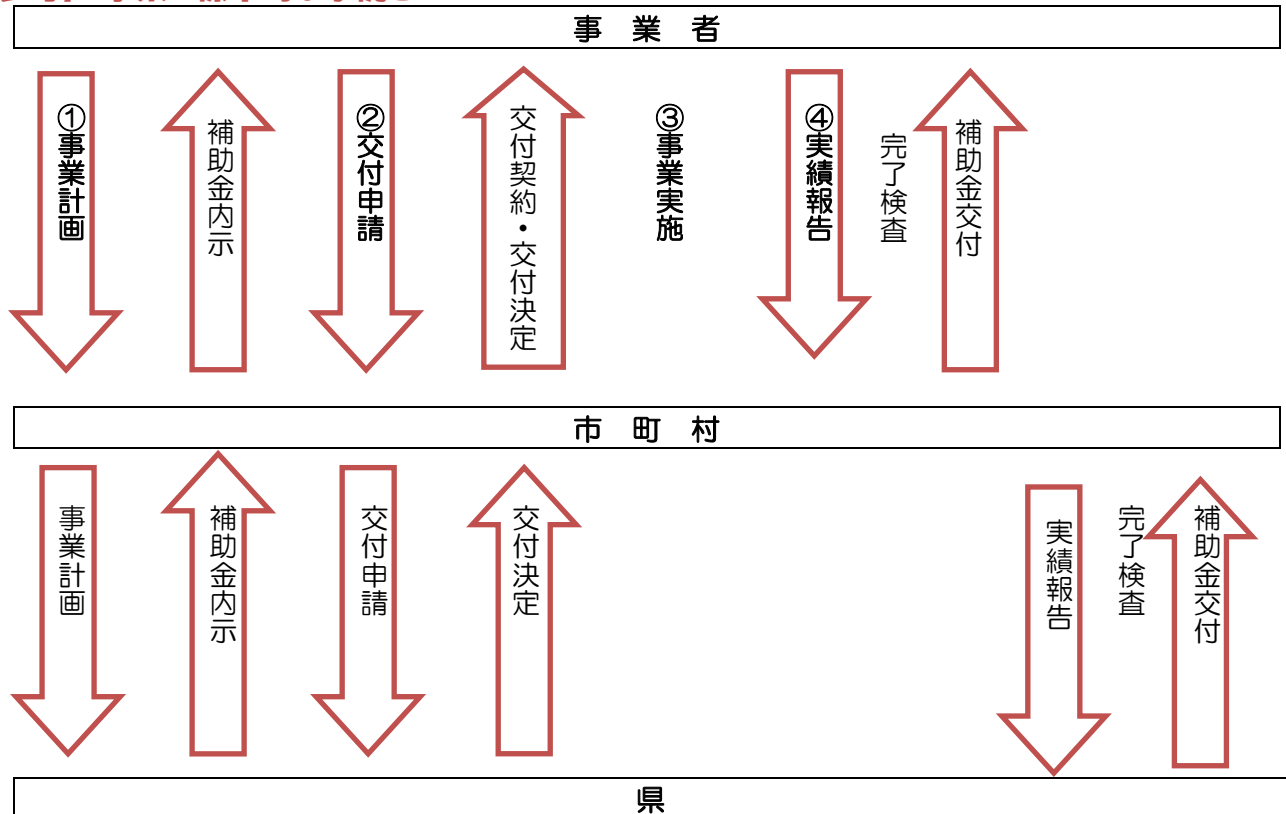 事業者
①事業計画
補助金内示
②交付申請
交付契約・交付決定
③事業実施
④実績報告
完了検査
補助金交付
市町村
事業計画
補助金内示
交付申請
交付決定
実績報告
完了検査
補助金交付
県